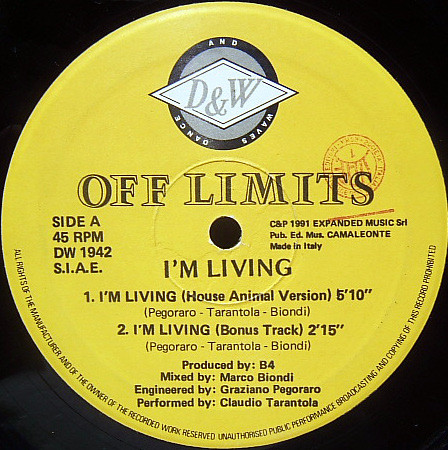 AND
D&W
DANCE WAVES
OFF LIMITS
SIDE A
45 RPM
DW 1942
S.I.A.E.
C&P 1991 EXPANDED MUSIC Srl
Pub. Ed. Mus. CAMALEONTE
Made in Italy
I'M LIVING
1. I'M LIVING (House Animal Version) 5'10"
(Pegoraro - Tarantola - Biondi)
2. I'M LIVING (Bonus Track) 2'15"
(Pegoraro - Tarantola - Biondi)
Produced by: B4
Mixed by: Marco Biondi
Engineered by: Graziano Pegoraro
Performed by: Claudio Tarantola
ALL RIGHTS OF THE MANUFACTURER AND OF THE OWNER OF THE RECORDED WORK RESERVED. UNAUTHORISED PUBLIC PERFORMANCE BROADCASTING AND COPYING OF THIS RECORD PROHIBITED